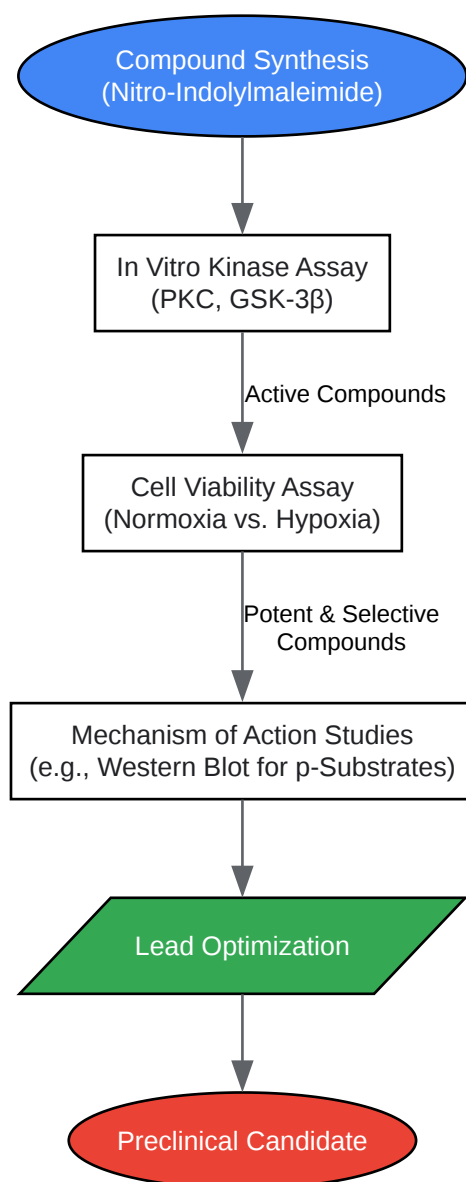 Compound Synthesis
(Nitro-Indolylmaleimide)
In Vitro Kinase Assay
(PKC, GSK-3β)
Active Compounds
Cell Viability Assay
(Normoxia vs. Hypoxia)
Potent & Selective
Compounds
Mechanism of Action Studies
(e.g., Western Blot for p-Substrates)
Lead Optimization
Preclinical Candidate